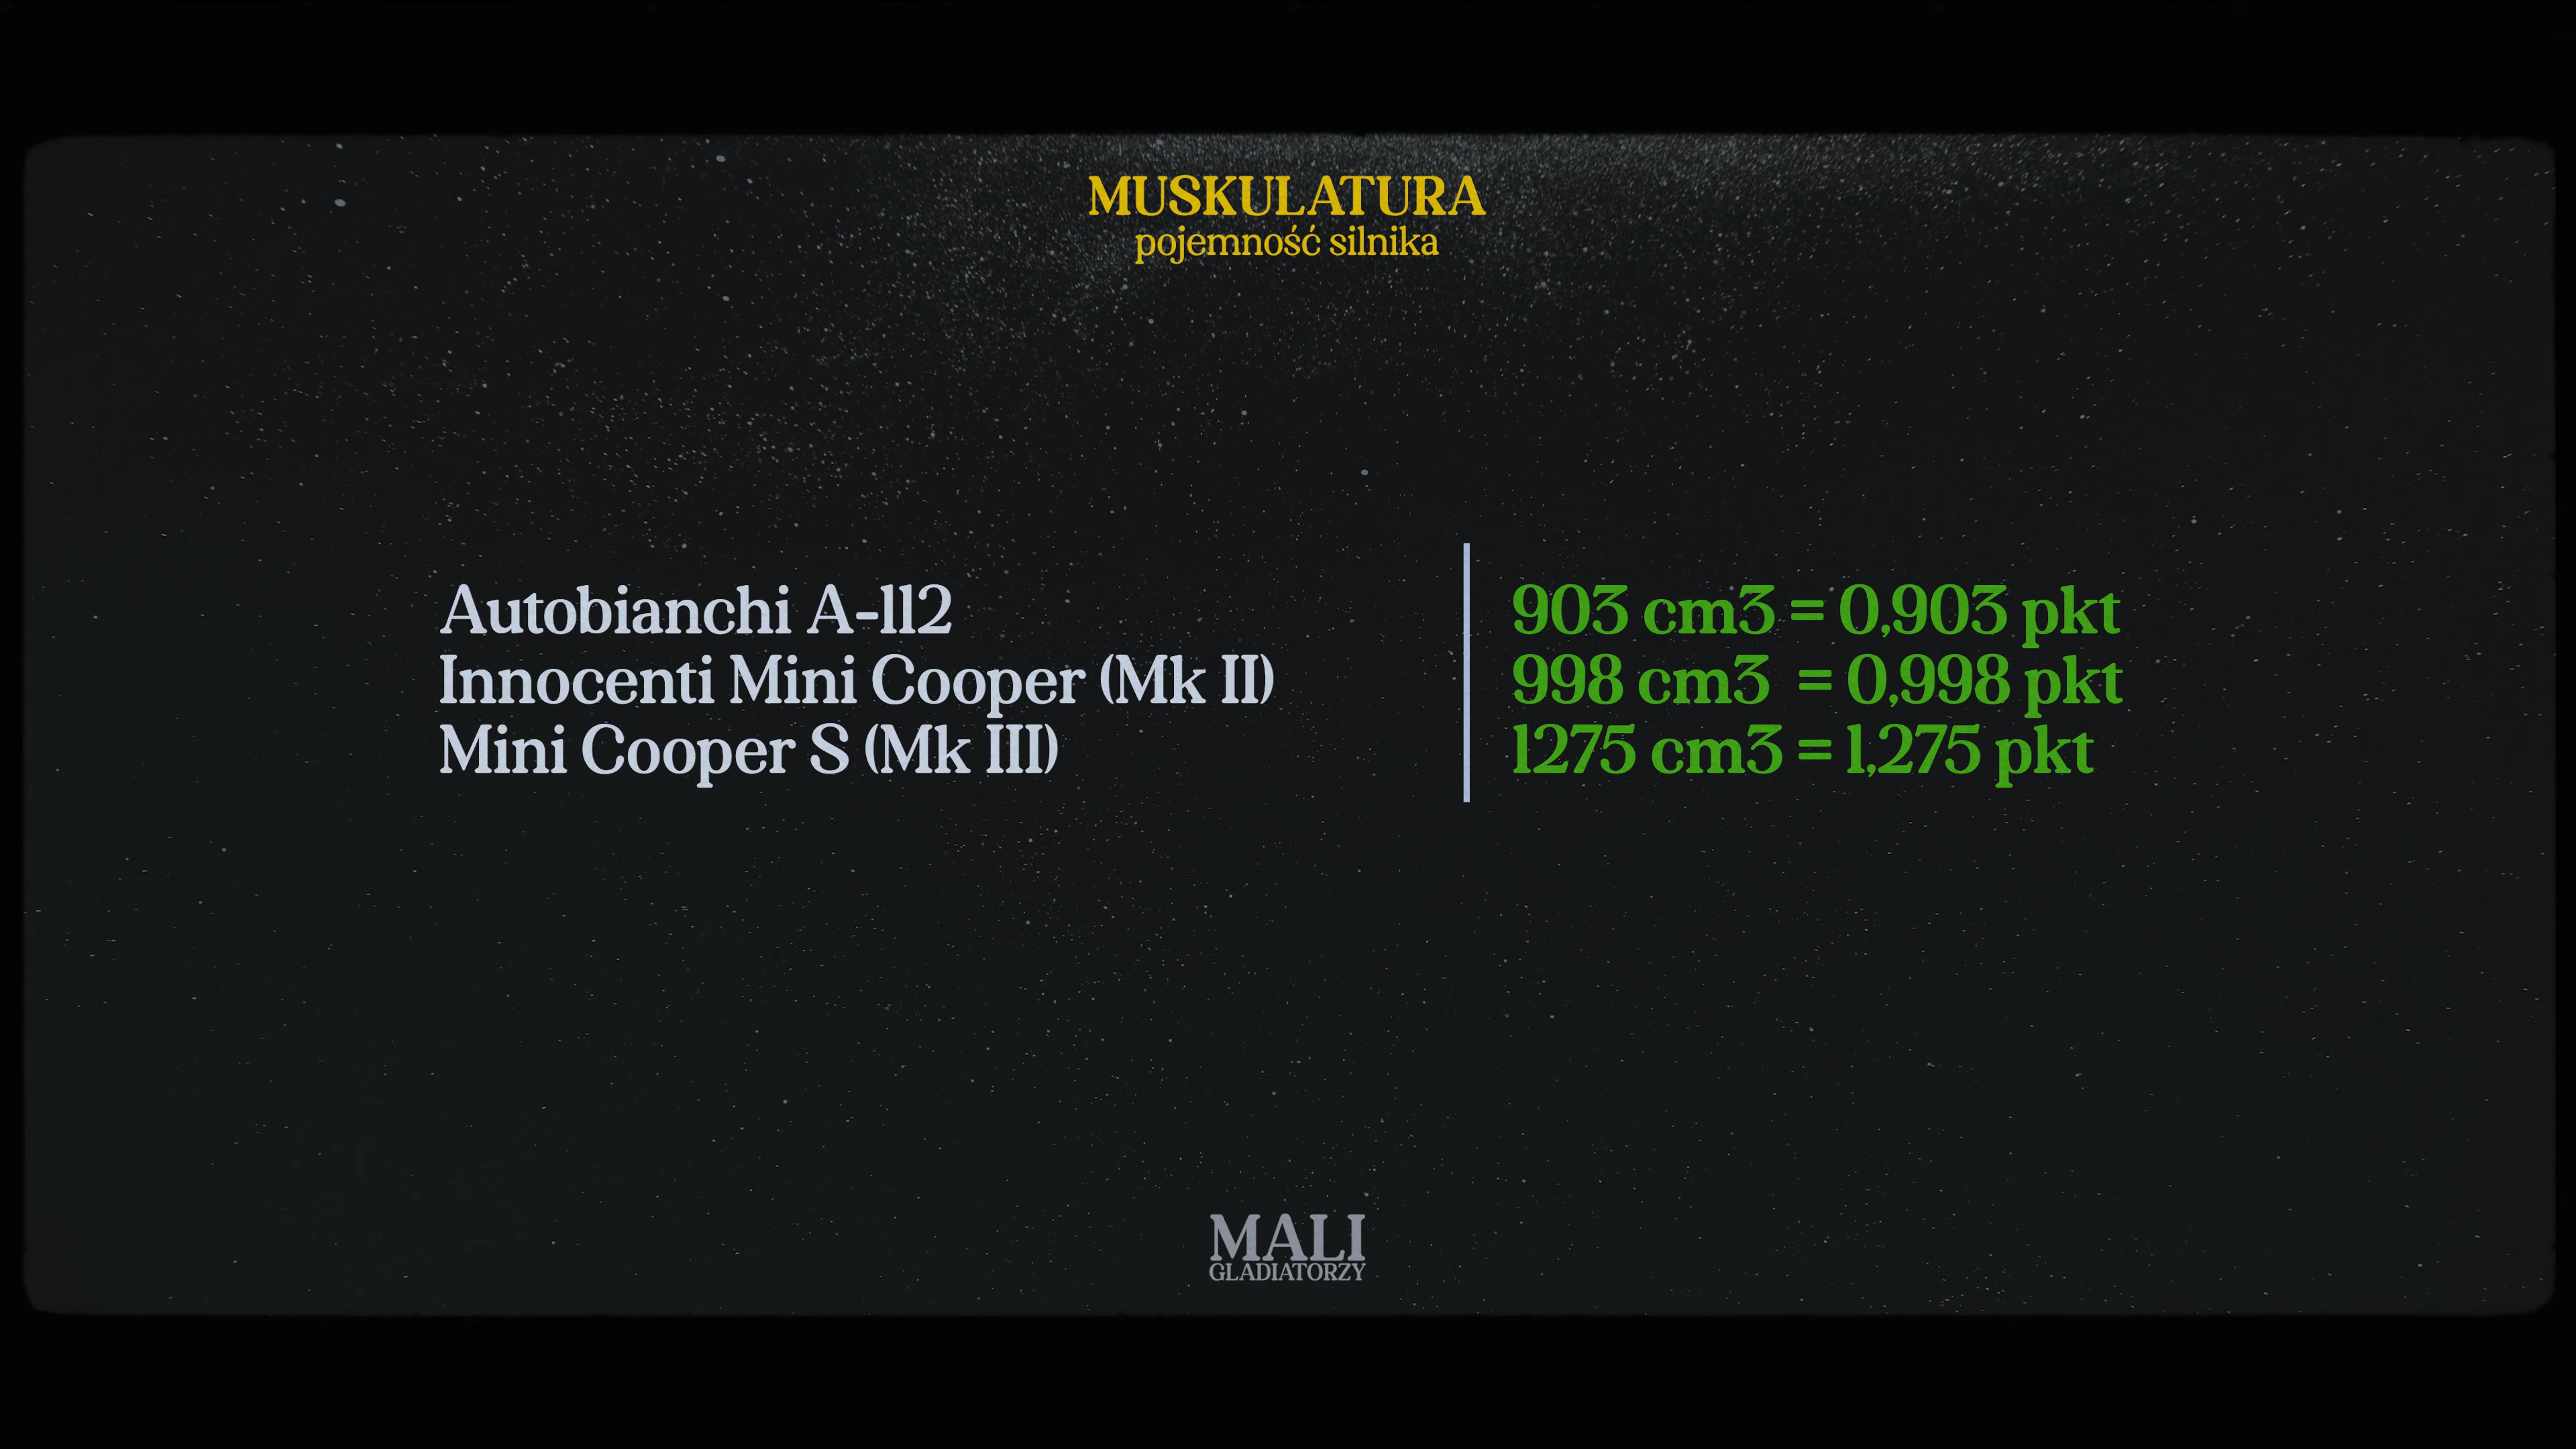 MUSKULATURA
pojemność silnika
Autobianchi A-112
Innocenti Mini Cooper (Mk II)
Mini Cooper S (Mk III)
903 cm3 = 0,903 pkt
998 cm3 = 0,998 pkt
1275 cm3 = 1,275 pkt
MALI
GLADIATORZY